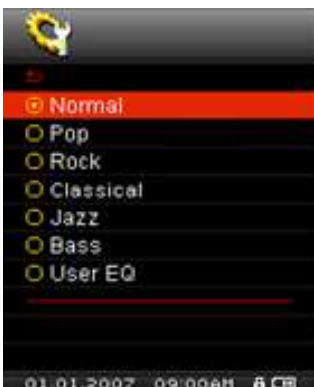 Normal
Pop
Rock
Classical
Jazz
Bass
User EQ
01.01.2007 09:00AM